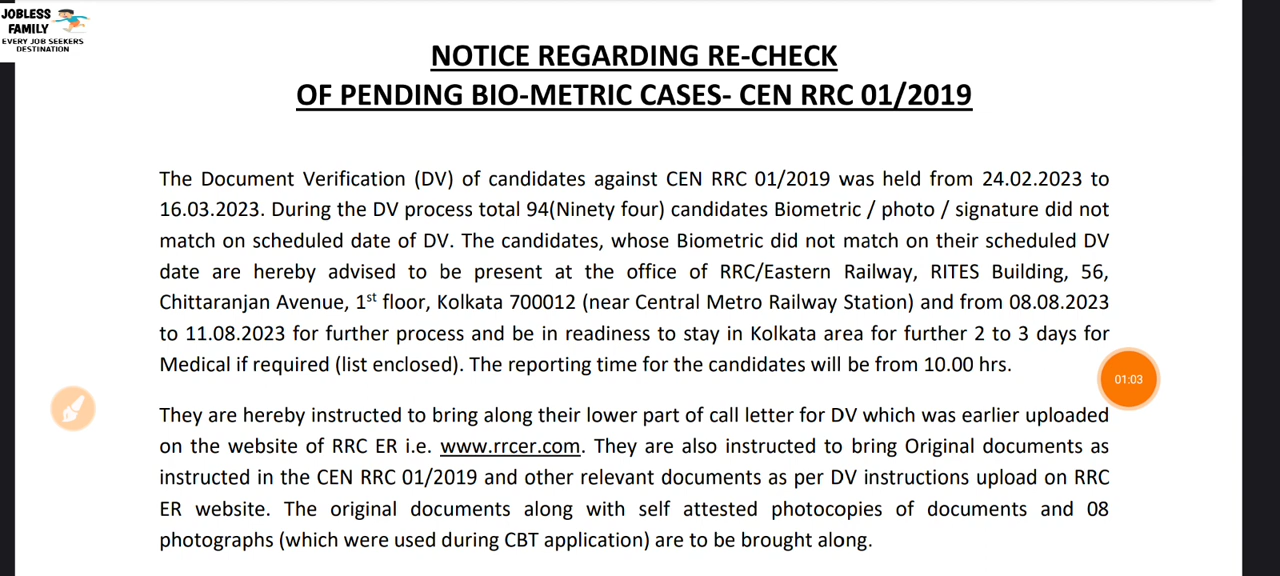 JOBLESS
FAMILY
EVERY JOB SEEKERS
DESTINATION
NOTICE REGARDING RE-CHECK
OF PENDING BIO-METRIC CASES- CEN RRC 01/2019
The Document Verification (DV) of candidates against CEN RRC 01/2019 was held from 24.02.2023 to
16.03.2023. During the DV process total 94(Ninety four) candidates Biometric / photo / signature did not
match on scheduled date of DV. The candidates, whose Biometric did not match on their scheduled DV
date are hereby advised to be present at the office of RRC/Eastern Railway, RITES Building, 56,
Chittaranjan Avenue, 1st floor, Kolkata 700012 (near Central Metro Railway Station) and from 08.08.2023
to 11.08.2023 for further process and be in readiness to stay in Kolkata area for further 2 to 3 days for
Medical if required (list enclosed). The reporting time for the candidates will be from 10.00 hrs.
01:03
They are hereby instructed to bring along their lower part of call letter for DV which was earlier uploaded
on the website of RRC ER i.e. www.rrcer.com. They are also instructed to bring Original documents as
instructed in the CEN RRC 01/2019 and other relevant documents as per DV instructions upload on RRC
ER website. The original documents along with self attested photocopies of documents and 08
photographs (which were used during CBT application) are to be brought along.